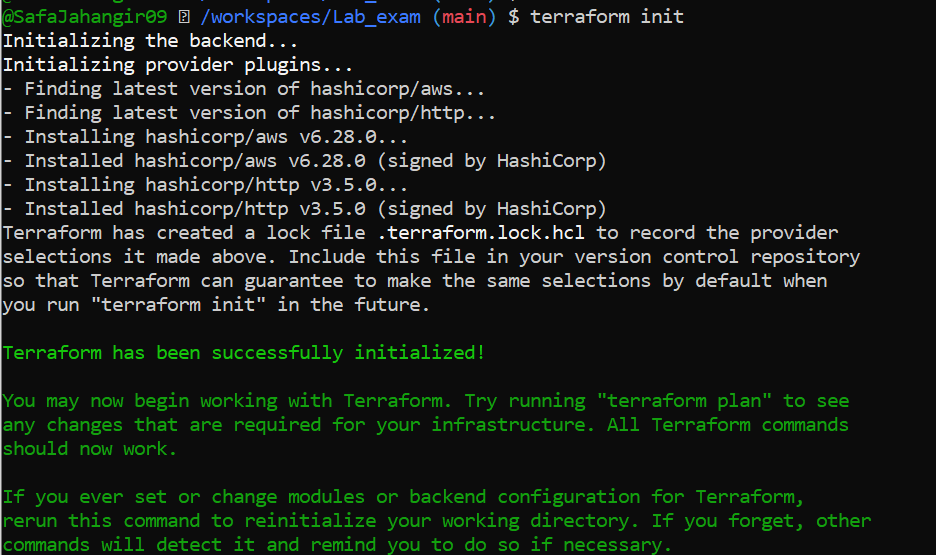 @SafaJahangir09 /workspaces/Lab_exam (main) $ terraform init
Initializing the backend...
Initializing provider plugins...
- Finding latest version of hashicorp/aws...
- Finding latest version of hashicorp/http...
- Installing hashicorp/aws v6.28.0...
- Installed hashicorp/aws v6.28.0 (signed by HashiCorp)
- Installing hashicorp/http v3.5.0...
- Installed hashicorp/http v3.5.0 (signed by HashiCorp)
Terraform has created a lock file .terraform.lock.hcl to record the provider
selections it made above. Include this file in your version control repository
so that Terraform can guarantee to make the same selections by default when
you run "terraform init" in the future.
Terraform has been successfully initialized!
You may now begin working with Terraform. Try running "terraform plan" to see
any changes that are required for your infrastructure. All Terraform commands
should now work.
If you ever set or change modules or backend configuration for Terraform,
rerun this command to reinitialize your working directory. If you forget, other
commands will detect it and remind you to do so if necessary.